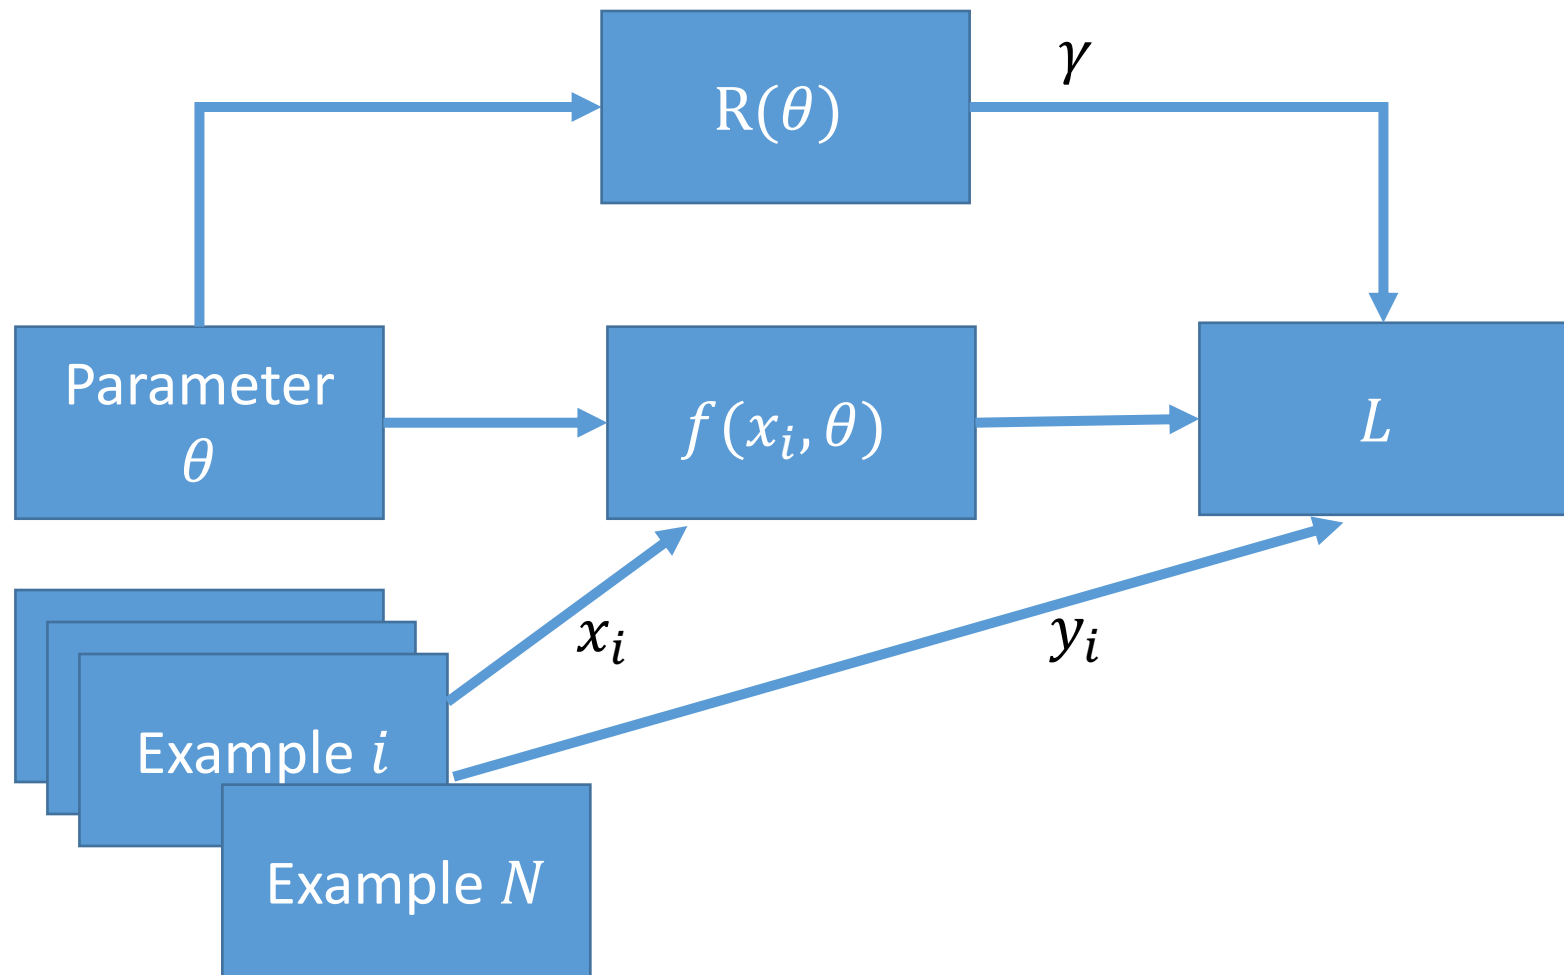 γ
R(θ)
Parameter
θ
f(xᵢ, θ)
L
xᵢ
yᵢ
Example i
Example N